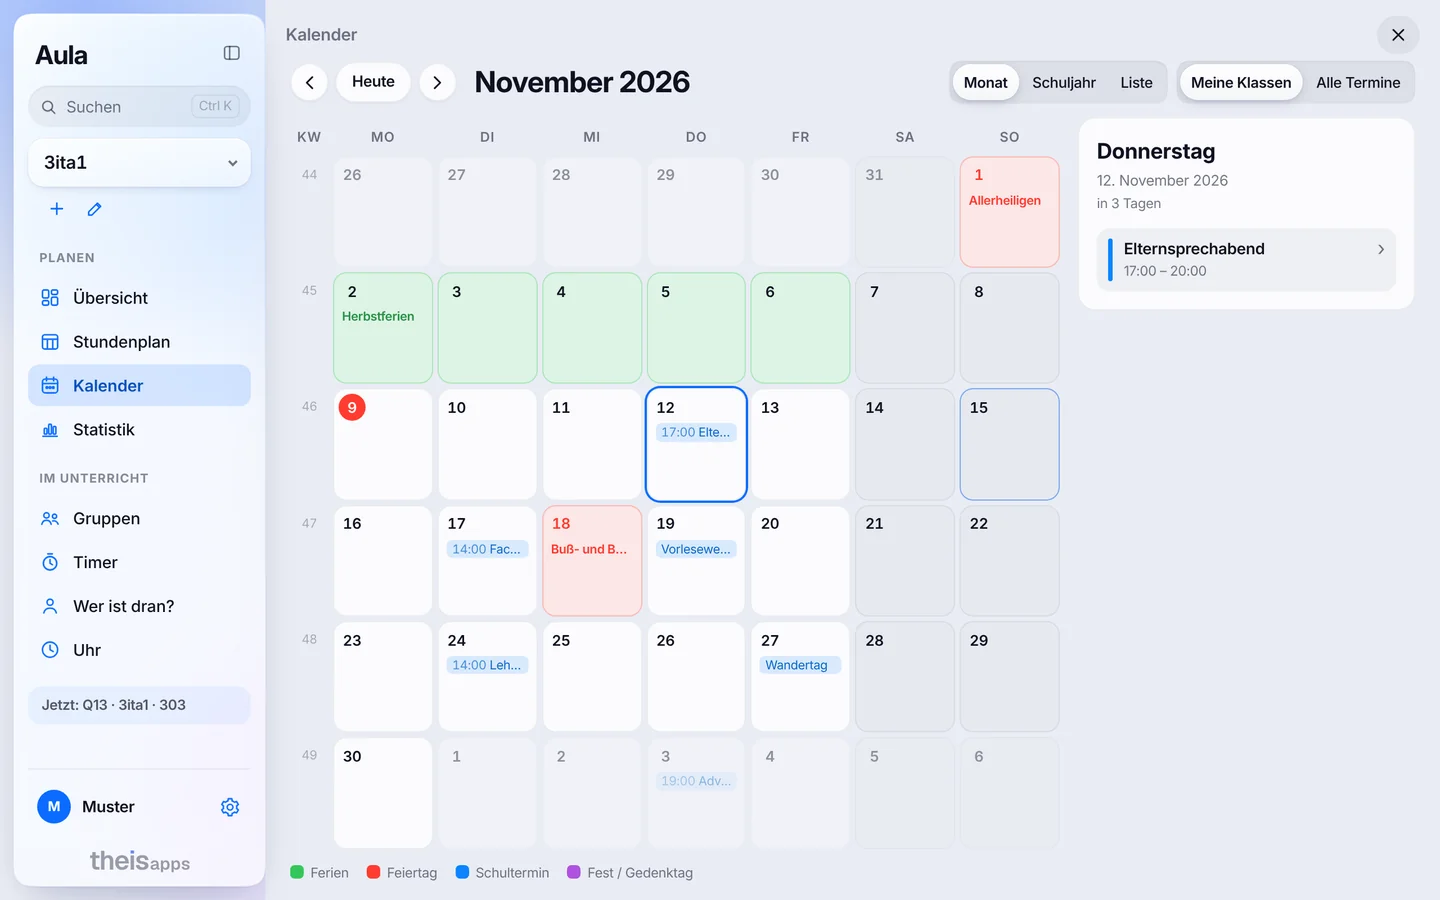 Aula
Suchen
Ctrl K
3ita1
PLANEN
Übersicht
Stundenplan
Kalender
Statistik
IM UNTERRICHT
Gruppen
Timer
Wer ist dran?
Uhr
Jetzt: Q13 · 3ita1 · 303
M
Muster
theisapps
Kalender
Heute
November 2026
Monat
Schuljahr
Liste
Meine Klassen
Alle Termine
KW MO DI MI DO FR SA SO
44 26 27 28 29 30 31 1
Allerheiligen
45 2 3 4 5 6 7 8
Herbstferien
46 9 10 11 12 13 14 15
17:00 Elte...
47 16 17 18 19 20 21 22
14:00 Fac... Buß- und B... Vorlesewe...
48 23 24 25 26 27 28 29
14:00 Leh... Wandertag
49 30 1 2 3 4 5 6
19:00 Adv...
Ferien
Feiertag
Schultermin
Fest / Gedenktag
Donnerstag
12. November 2026
in 3 Tagen
Elternsprechabend
17:00 – 20:00